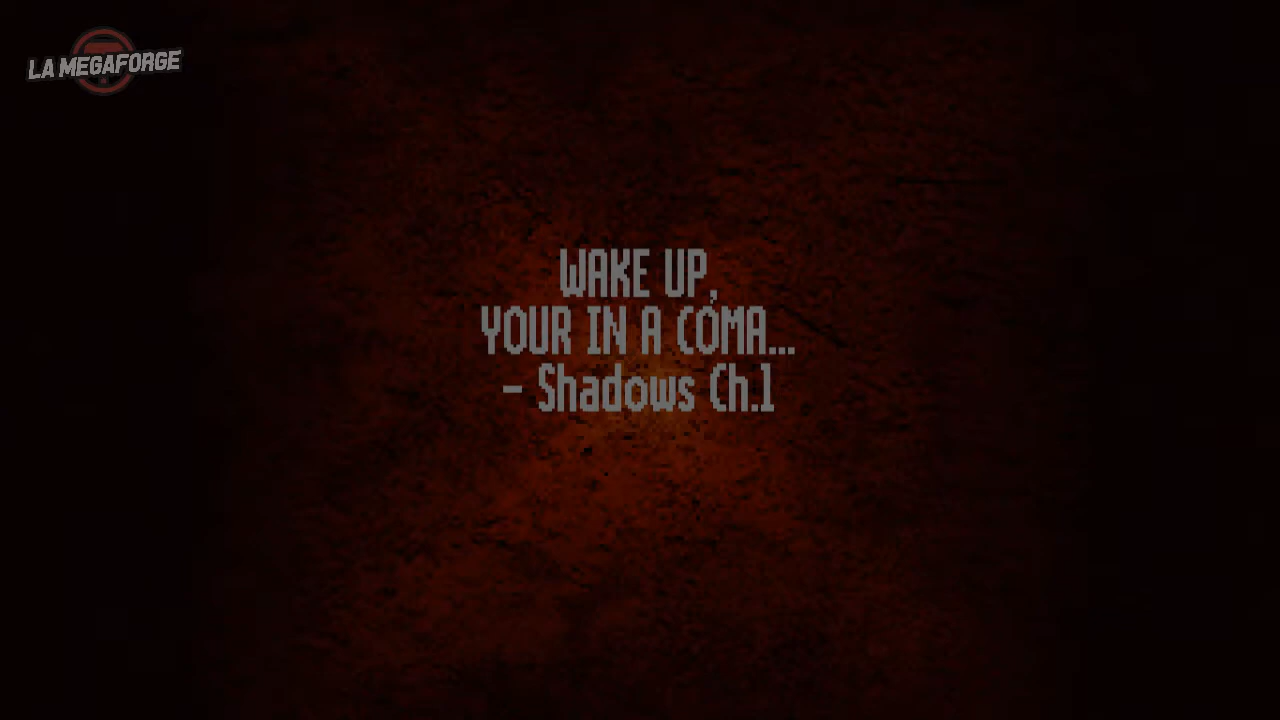 LA MEGAFORGE
WAKE UP,
YOUR IN A COMA...
- Shadows Ch.1